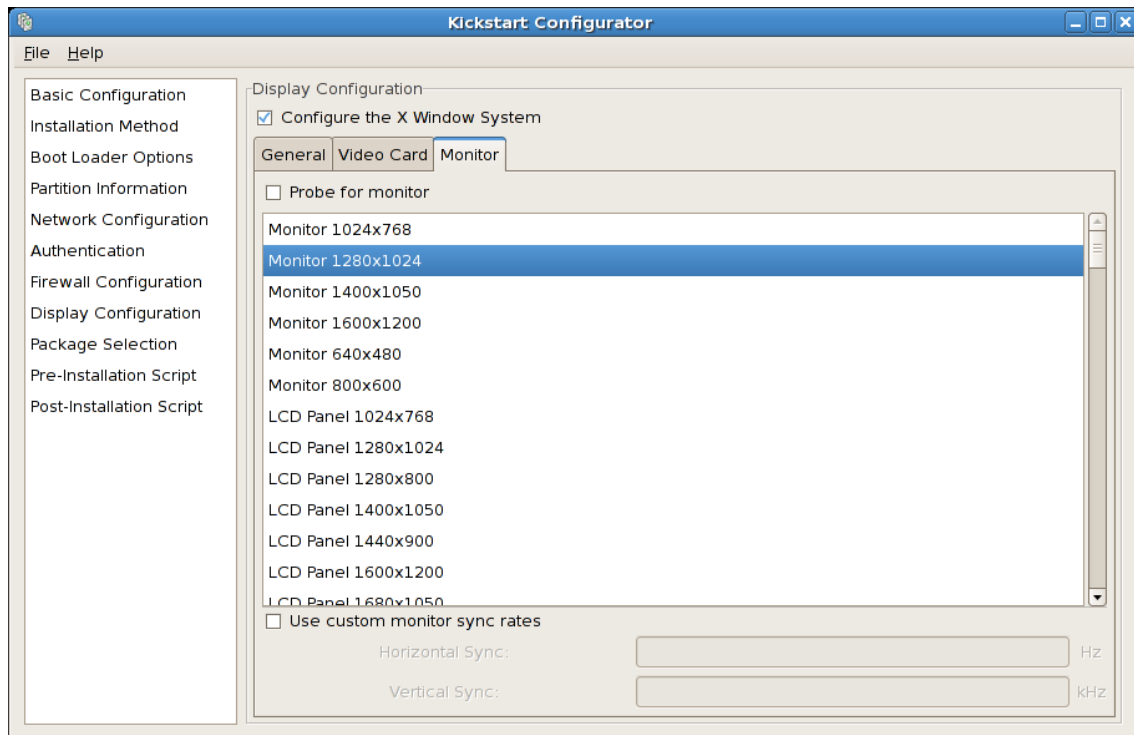 Kickstart Configurator
File Help
Basic Configuration
Installation Method
Boot Loader Options
Partition Information
Network Configuration
Authentication
Firewall Configuration
Display Configuration
Package Selection
Pre-Installation Script
Post-Installation Script
Display Configuration
Configure the X Window System
General Video Card Monitor
Probe for monitor
Monitor 1024x768
Monitor 1280x1024
Monitor 1400x1050
Monitor 1600x1200
Monitor 640x480
Monitor 800x600
LCD Panel 1024x768
LCD Panel 1280x1024
LCD Panel 1280x800
LCD Panel 1400x1050
LCD Panel 1440x900
LCD Panel 1600x1200
LCD Panel 1680x1050
Use custom monitor sync rates
Horizontal Sync: Hz
Vertical Sync: kHz